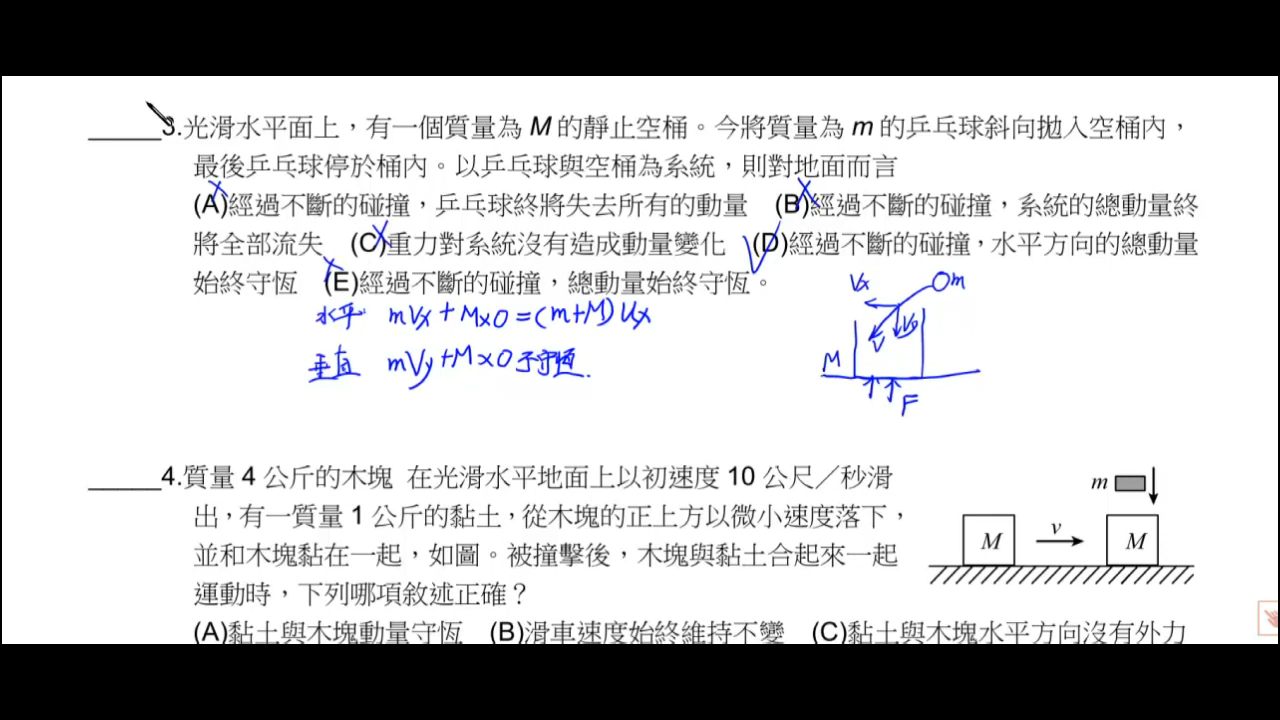 _____3.光滑水平面上，有一個質量為 M 的靜止空桶。今將質量為 m 的乒乓球斜向拋入空桶內，
最後乒乓球停於桶內。以乒乓球與空桶為系統，則對地面而言
(A)經過不斷的碰撞，乒乓球終將失去所有的動量 (B)經過不斷的碰撞，系統的總動量終
將全部流失 (C)重力對系統沒有造成動量變化 (D)經過不斷的碰撞，水平方向的總動量
始終守恆 (E)經過不斷的碰撞，總動量始終守恆。
水平 mVx+M×0=(m+M)Ux
垂直 mVy+M×0不守恆.
Vx
m
V
M
F
_____4.質量 4 公斤的木塊 在光滑水平地面上以初速度 10 公尺／秒滑
出，有一質量 1 公斤的黏土，從木塊的正上方以微小速度落下，
並和木塊黏在一起，如圖。被撞擊後，木塊與黏土合起來一起
運動時，下列哪項敘述正確？
m
M
v
M
(A)黏土與木塊動量守恆 (B)滑車速度始終維持不變 (C)黏土與木塊水平方向沒有外力